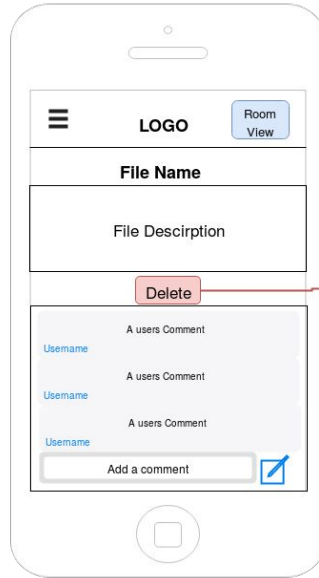 LOGO
Room
View
File Name
File Descirption
Delete
A users Comment
Username
A users Comment
Username
A users Comment
Username
Add a comment